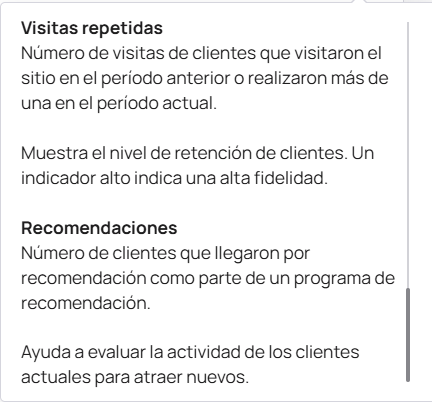 Visitas repetidas
Número de visitas de clientes que visitaron el
sitio en el período anterior o realizaron más de
una en el período actual.
Muestra el nivel de retención de clientes. Un
indicador alto indica una alta fidelidad.
Recomendaciones
Número de clientes que llegaron por
recomendación como parte de un programa de
recomendación.
Ayuda a evaluar la actividad de los clientes
actuales para atraer nuevos.